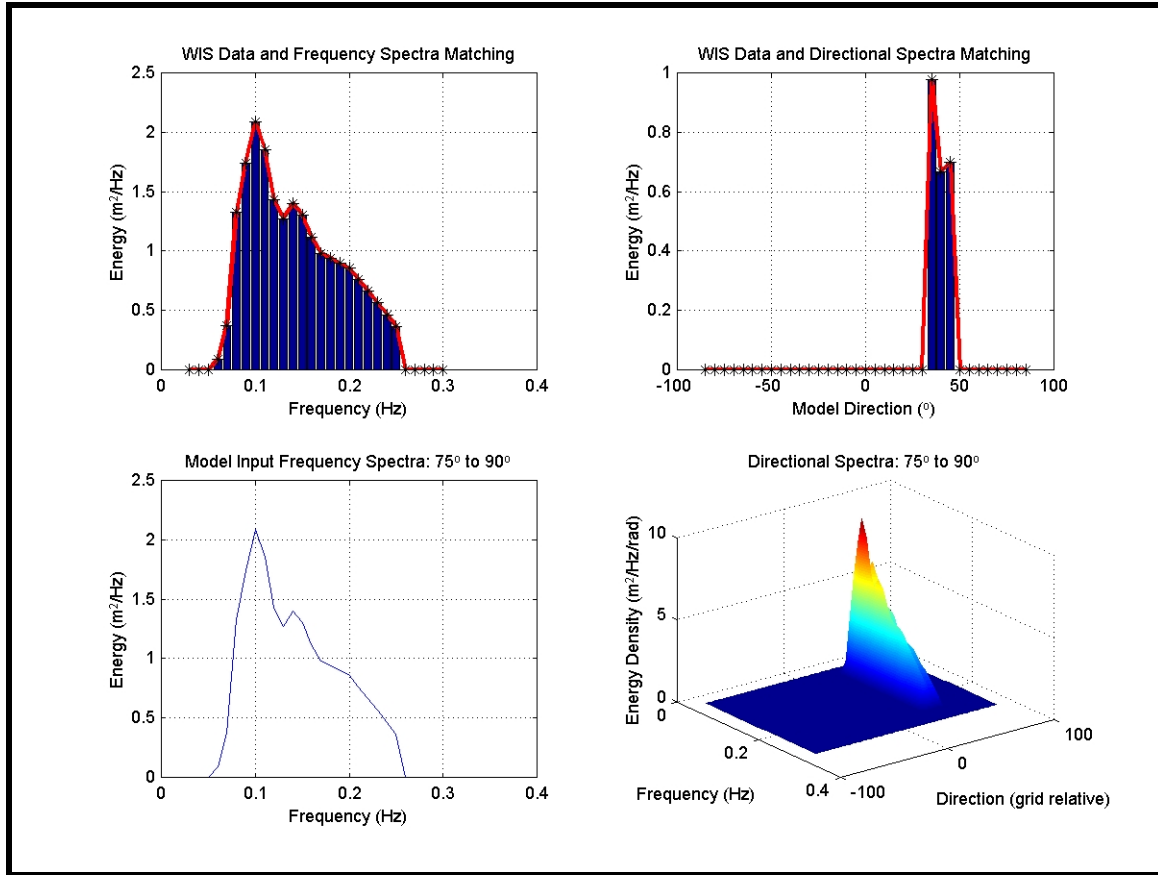 WIS Data and Frequency Spectra Matching
2.5
2
1.5
1
0.5
0
Energy (m²/Hz)
0 0.1 0.2 0.3 0.4
Frequency (Hz)
WIS Data and Directional Spectra Matching
1
0.8
0.6
0.4
0.2
0
Energy (m²/Hz)
-100 -50 0 50 100
Model Direction (º)
Model Input Frequency Spectra: 75º to 90º
2.5
2
1.5
1
0.5
0
Energy (m²/Hz)
0 0.1 0.2 0.3 0.4
Frequency (Hz)
Directional Spectra: 75º to 90º
10
5
0
Energy Density (m²/Hz/rad)
0
0.2
0.4
Frequency (Hz)
-100
0
100
Direction (grid relative)